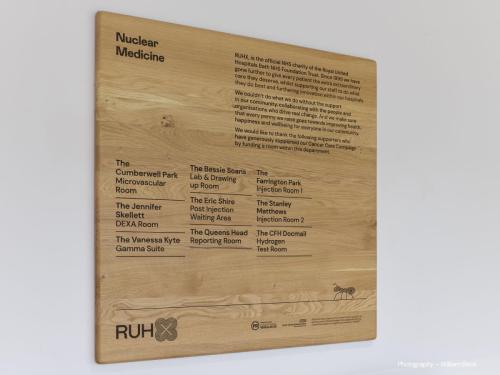 Nuclear
Medicine
RUHX, is the official NHS charity of the Royal United
Hospitals Bath NHS Foundation Trust. Since 1999 we have
gone further to give every patient the extra extraordinary
care they deserve, whilst supporting our staff to do what
they do best and furthering innovation within our hospitals.
We couldn't do what we do without the support
in our community, collaborating with the people and
organisations who drive real change. And we make sure
that every penny we raise goes towards improving health,
happiness and wellbeing for everyone in our community.
We would like to thank the following supporters who
have generously supported our Cancer Care Campaign
by funding a room within this department.
The
Cumberwell Park
Microvascular
Room
The Jennifer
Skellett
DEXA Room
The Vanessa Kyte
Gamma Suite
The Bessie Soans
Lab & Drawing
up Room
The Eric Shire
Post Injection
Waiting Area
The Queens Head
Reporting Room
The
Farrington Park
Injection Room 1
The Stanley
Matthews
Injection Room 2
The CFH Docmail
Hydrogen
Test Room
RUHX
Photography -